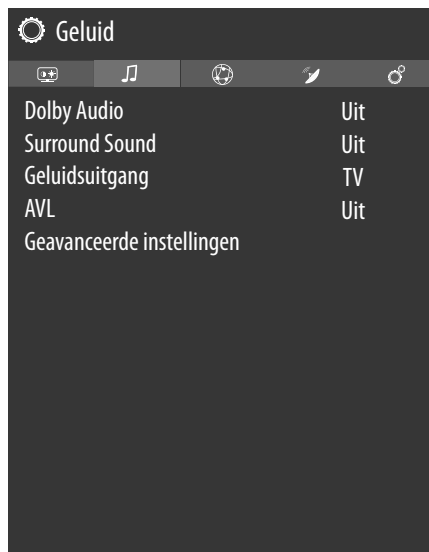 Geluid
Dolby Audio Uit
Surround Sound Uit
Geluidsuitgang TV
AVL Uit
Geavanceerde instellingen